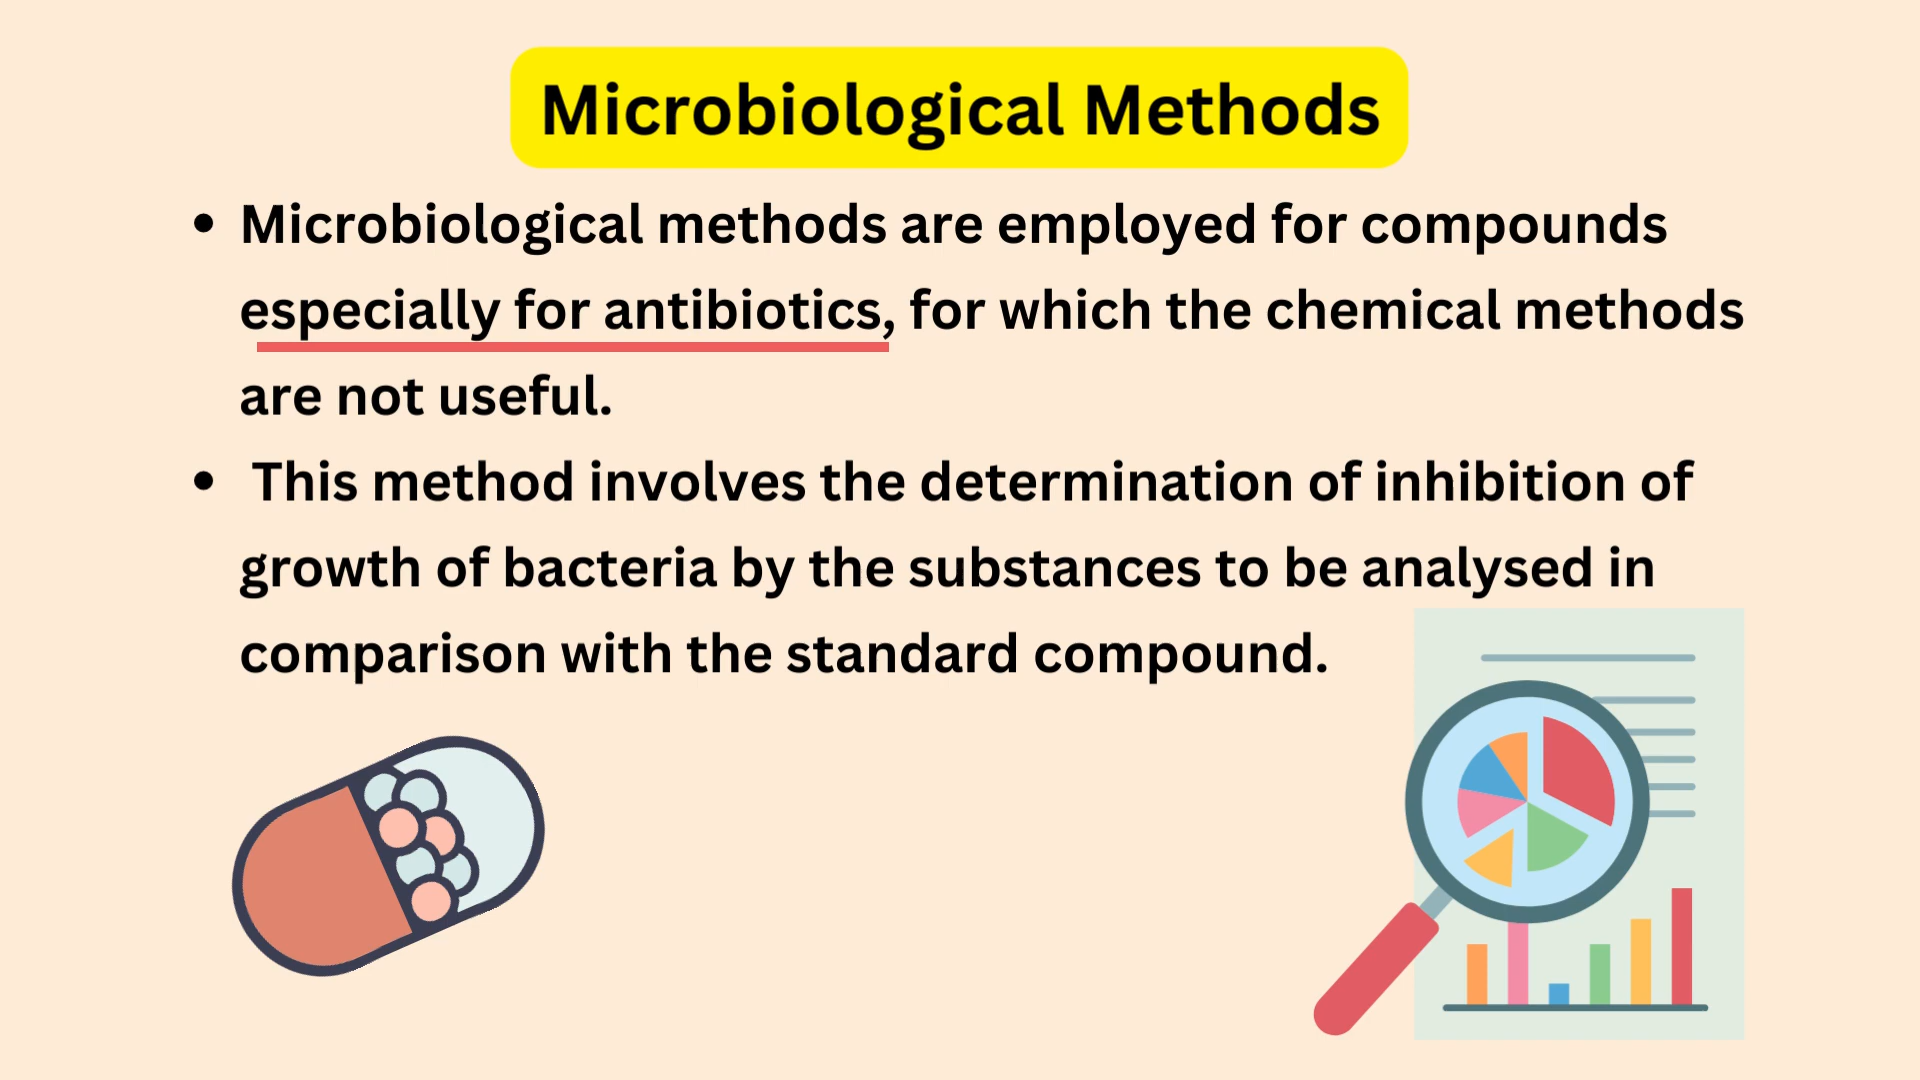 Microbiological Methods
• Microbiological methods are employed for compounds
especially for antibiotics, for which the chemical methods
are not useful.
• This method involves the determination of inhibition of
growth of bacteria by the substances to be analysed in
comparison with the standard compound.